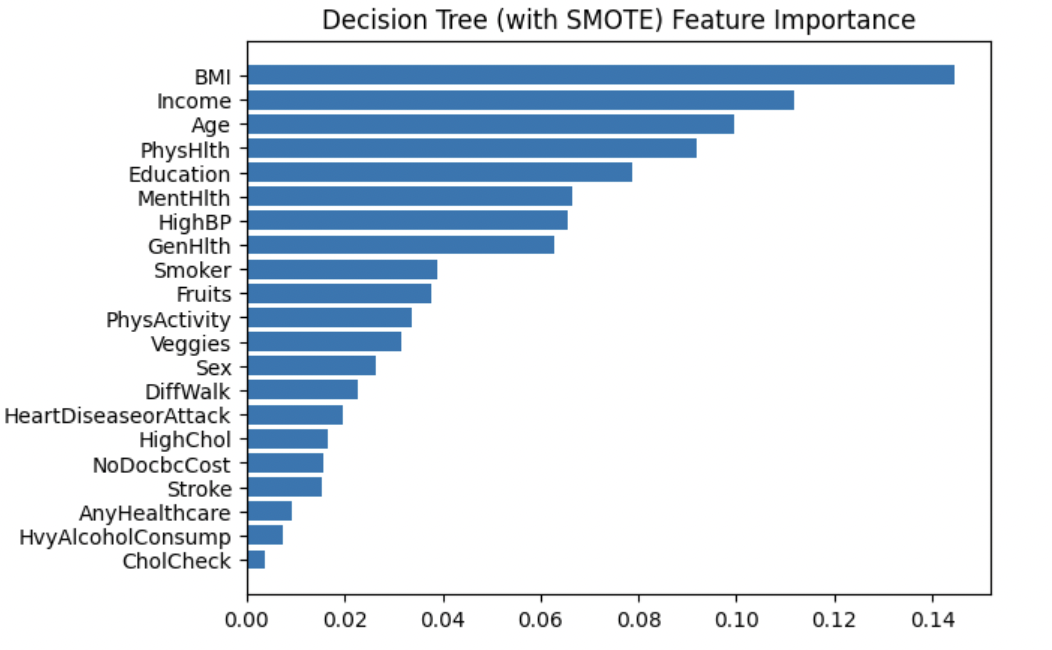 Decision Tree (with SMOTE) Feature Importance
BMI
Income
Age
PhysHlth
Education
MentHlth
HighBP
GenHlth
Smoker
Fruits
PhysActivity
Veggies
Sex
DiffWalk
HeartDiseaseorAttack
HighChol
NoDocbcCost
Stroke
AnyHealthcare
HvyAlcoholConsump
CholCheck
0.00 0.02 0.04 0.06 0.08 0.10 0.12 0.14